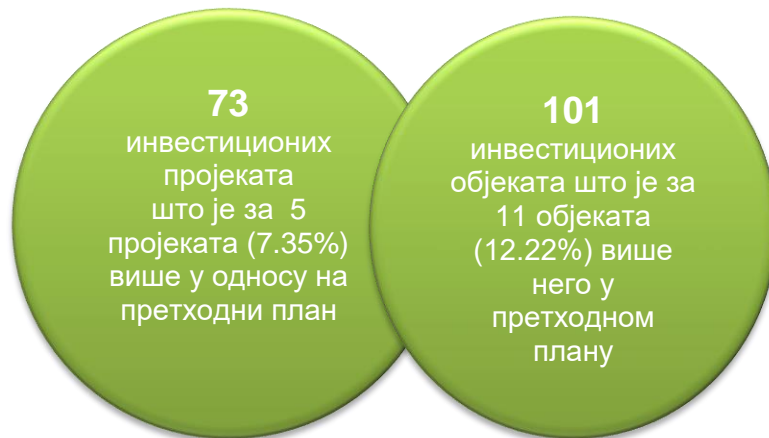 73
инвестиционих
пројеката
што је за 5
пројеката (7.35%)
више у односу на
претходни план
101
инвестиционих
објеката што је за
11 објеката
(12.22%) више
него у
претходном
плану